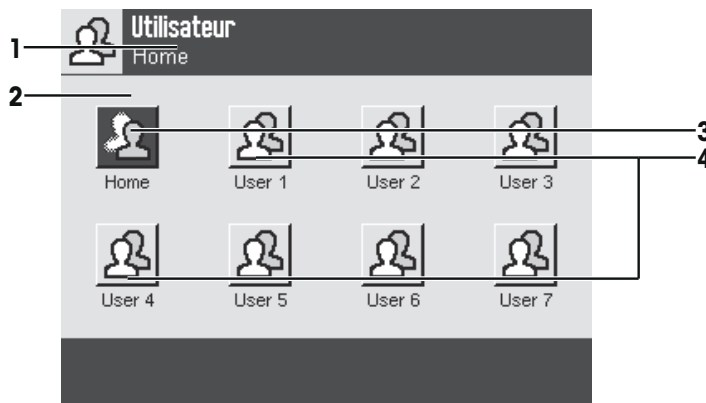 Utilisateur
1
Home
2
3
4
Home User 1 User 2 User 3
User 4 User 5 User 6 User 7